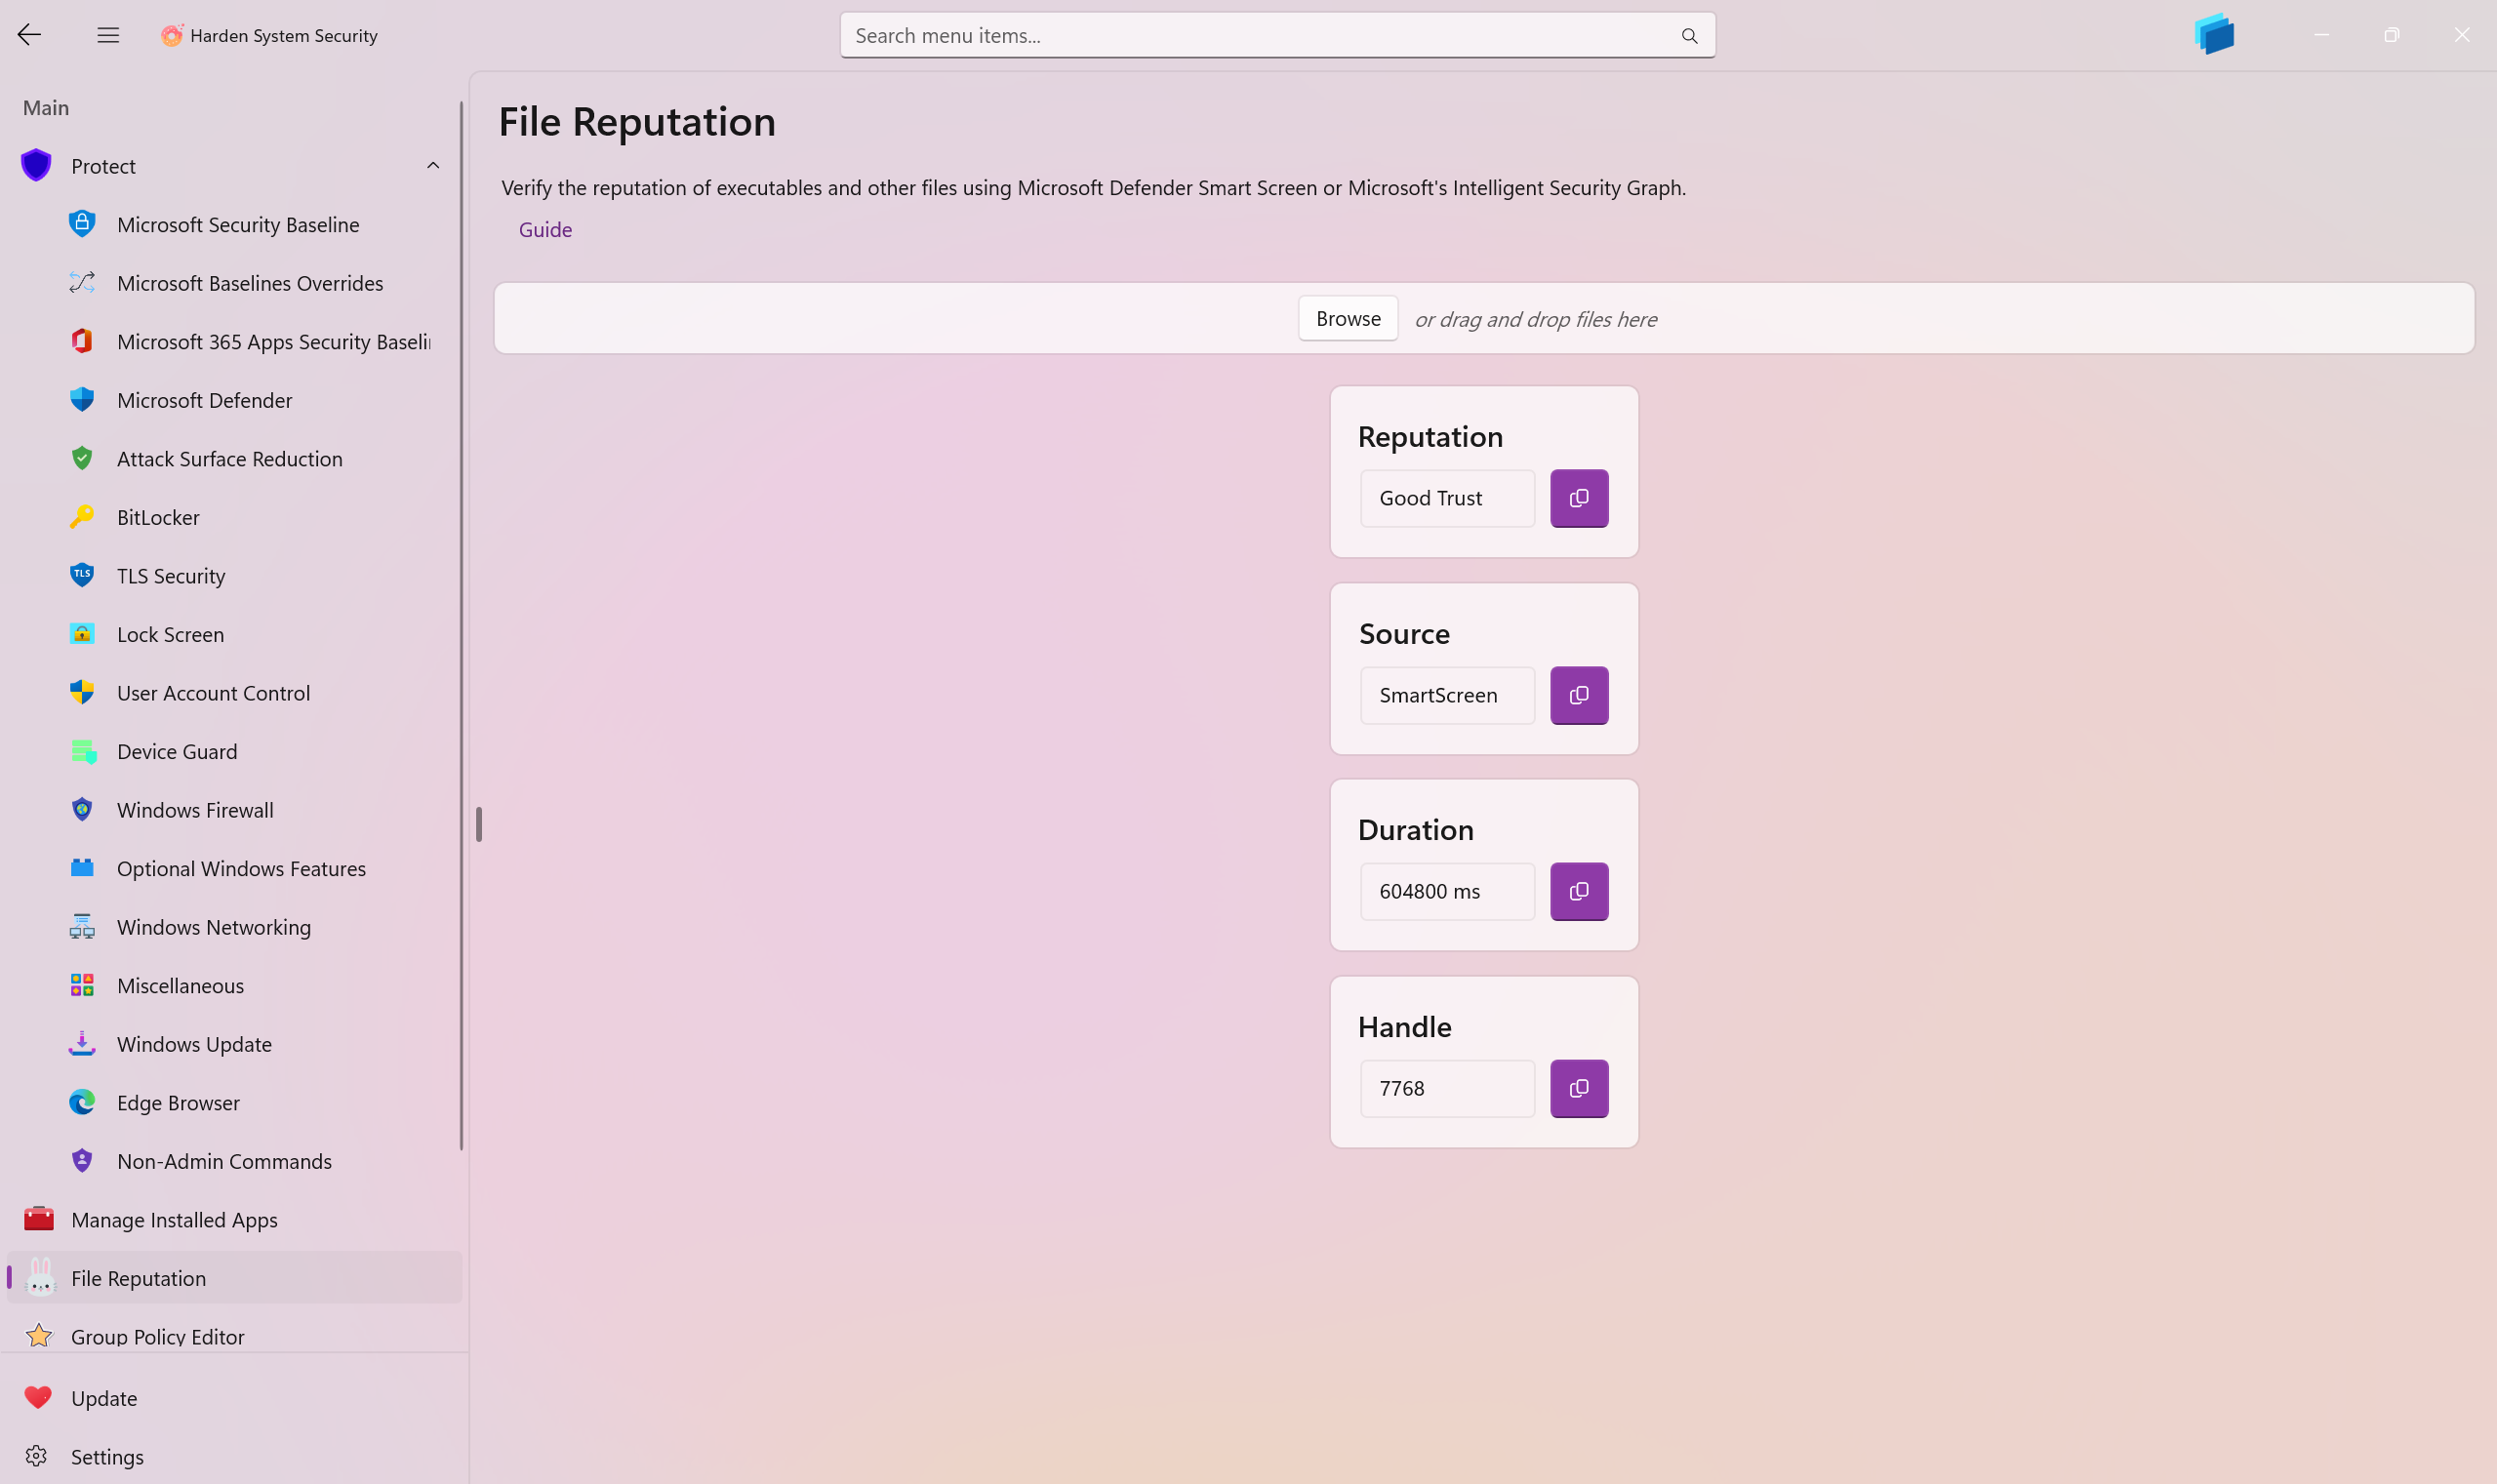 Harden System Security
Search menu items...
Main
Protect
Microsoft Security Baseline
Microsoft Baselines Overrides
Microsoft 365 Apps Security Baseli
Microsoft Defender
Attack Surface Reduction
BitLocker
TLS
TLS Security
Lock Screen
User Account Control
Device Guard
Windows Firewall
Optional Windows Features
Windows Networking
Miscellaneous
Windows Update
Edge Browser
Non-Admin Commands
Manage Installed Apps
File Reputation
Group Policy Editor
Update
Settings
File Reputation
Verify the reputation of executables and other files using Microsoft Defender Smart Screen or Microsoft's Intelligent Security Graph.
Guide
Browse or drag and drop files here
Reputation
Good Trust
Source
SmartScreen
Duration
604800 ms
Handle
7768